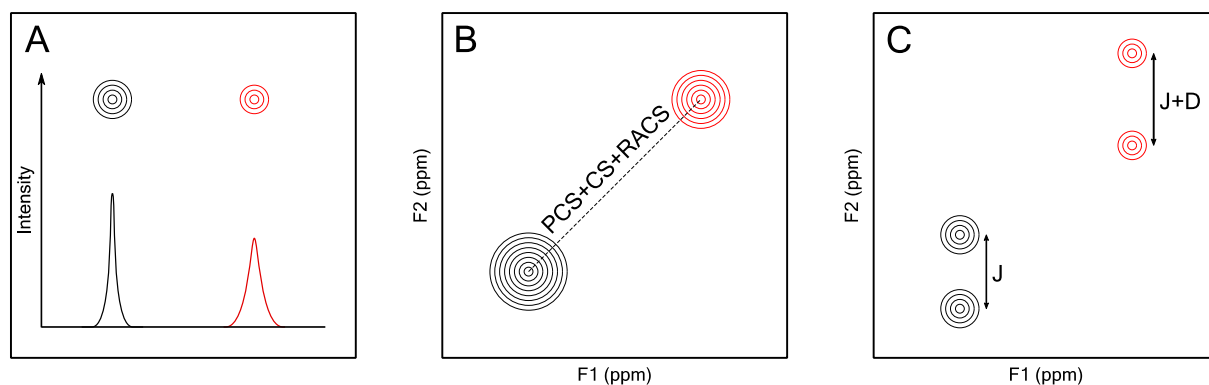 A
Intensity
B
PCS+CS+RACS
F2 (ppm)
F1 (ppm)
C
J+D
J
F2 (ppm)
F1 (ppm)